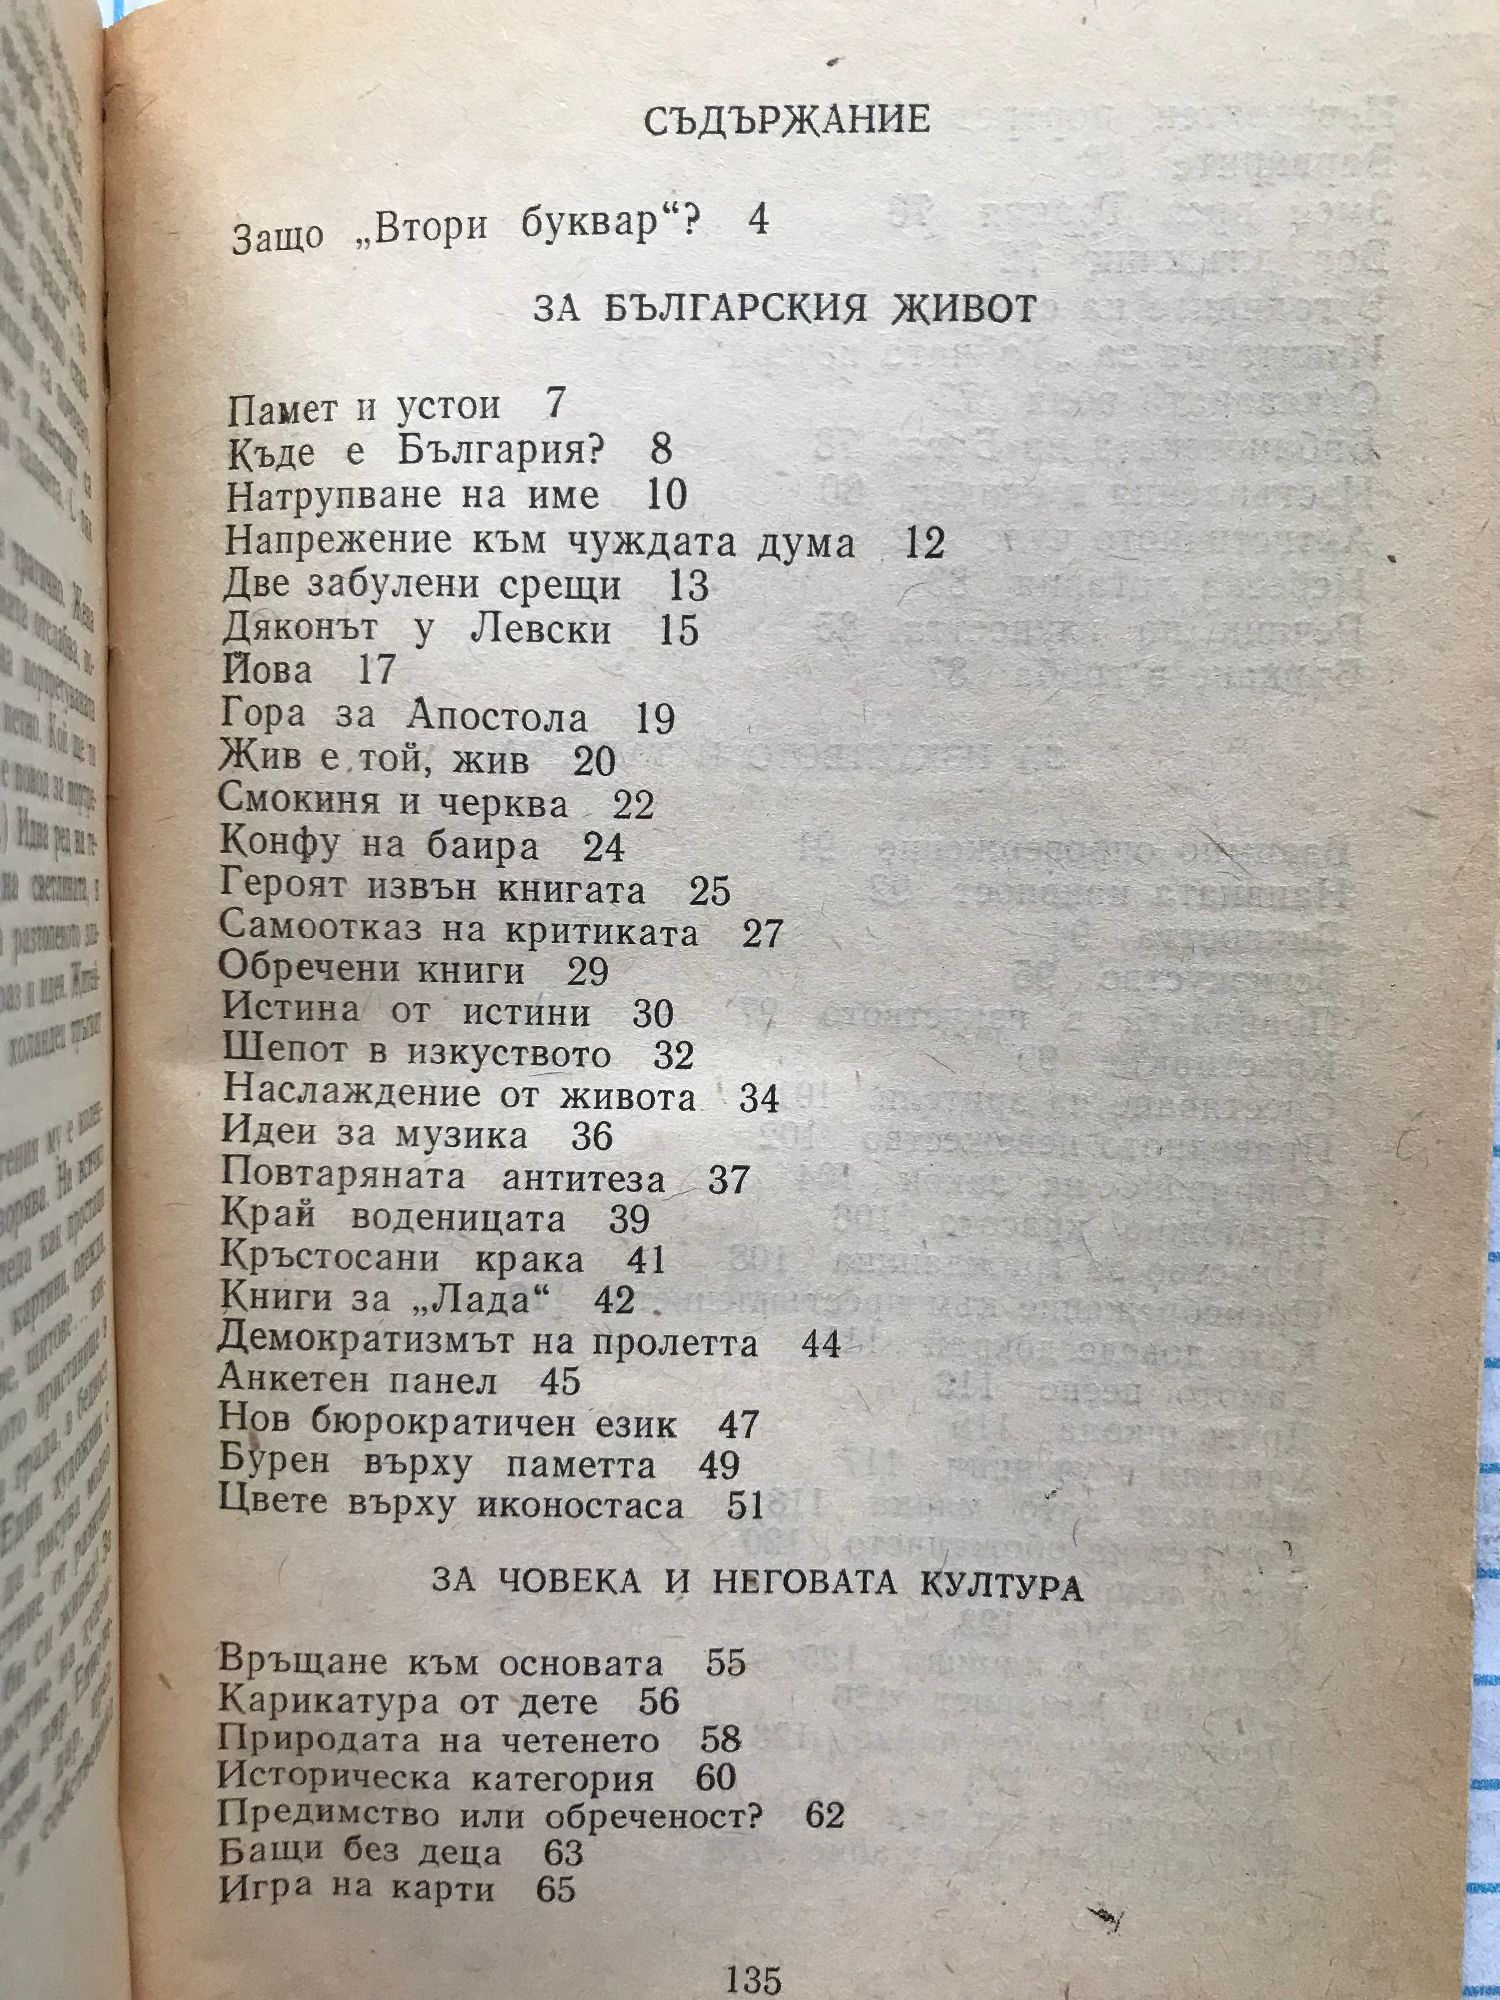 СЪДЪРЖАНИЕ
Защо „Втори буквар“? 4
ЗА БЪЛГАРСКИЯ ЖИВОТ
Памет и устои 7
Къде е България? 8
Натрупване на име 10
Напрежение към чуждата дума 12
Две забулени срещи 13
Дяконът у Левски 15
Йова 17
Гора за Апостола 19
Жив е той, жив 20
Смокиня и черква 22
Конфу на баира 24
Героят извън книгата 25
Самоотказ на критиката 27
Обречени книги 29
Истина от истини 30
Шепот в изкуството 32
Наслаждение от живота 34
Идеи за музика 36
Повтаряната антитеза 37
Край воденицата 39
Кръстосани крака 41
Книги за „Лада“ 42
Демократизмът на пролетта 44
Анкетен панел 45
Нов бюрократичен език 47
Бурен върху паметта 49
Цвете върху иконостаса 51
ЗА ЧОВЕКА И НЕГОВАТА КУЛТУРА
Връщане към основата 55
Карикатура от дете 56
Природата на четенето 58
Историческа категория 60
Предимство или обреченост? 62
Бащи без деца 63
Игра на карти 65
135